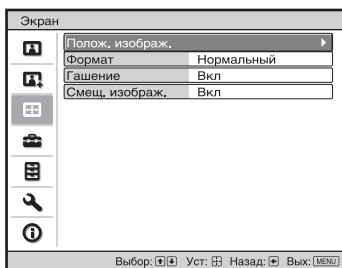 Экран
Полож. изображ.
Формат Нормальный
Гашение Вкл
Смещ. изображ. Вкл
Выбор: Уст: Назад: Вых: MENU